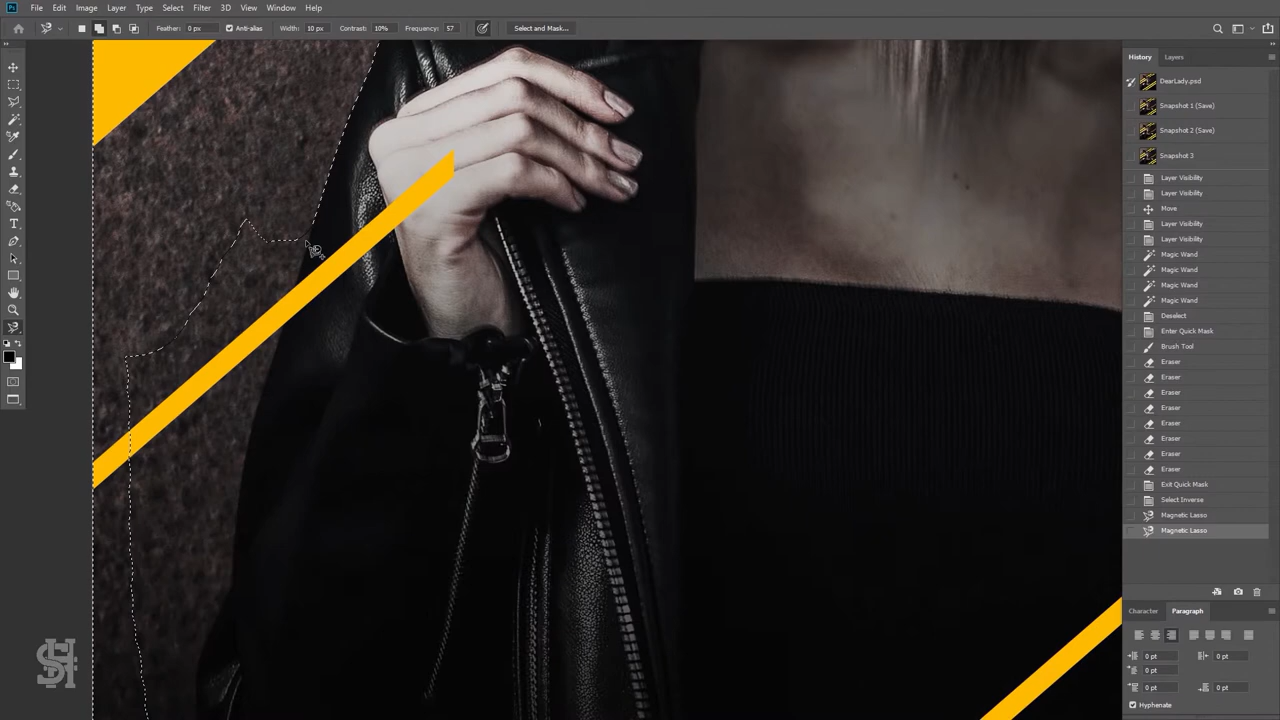 Ps File Edit Image Layer Type Select Filter 3D View Window Help
Feather: 0 px Anti-alias Width: 10 px Contrast: 10% Frequency: 57 Select and Mask...
History Layers
DearLady.psd
Snapshot 1 (Save)
Snapshot 2 (Save)
Snapshot 3
Layer Visibility
Layer Visibility
Move
Layer Visibility
Layer Visibility
Magic Wand
Magic Wand
Magic Wand
Magic Wand
Deselect
Enter Quick Mask
Brush Tool
Eraser
Eraser
Eraser
Eraser
Eraser
Eraser
Eraser
Eraser
Exit Quick Mask
Select Inverse
Magnetic Lasso
Magnetic Lasso
Character Paragraph
0 pt 0 pt
0 pt
0 pt 0 pt
Hyphenate